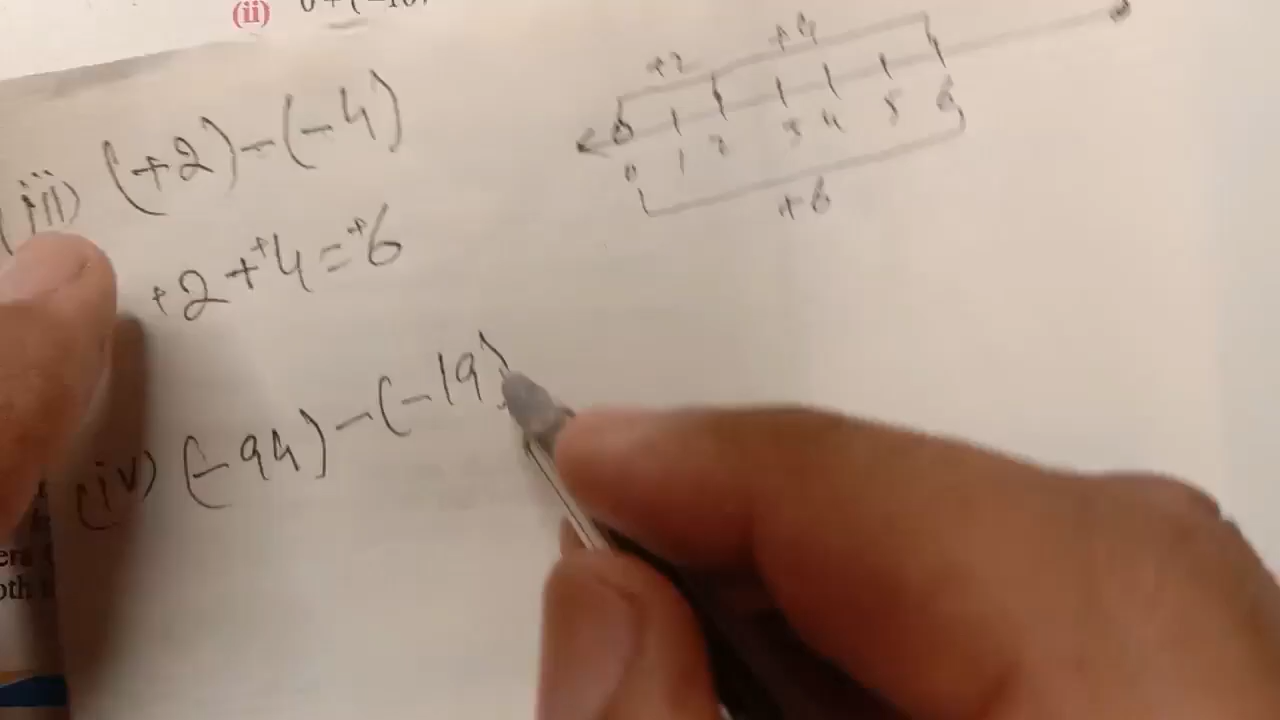 (ii)
(iii) (+2)-(-4)
+2 +4
0 1 2 3 4 5 6
+6
+2++4=+6
(iv) (-94)-(-19)